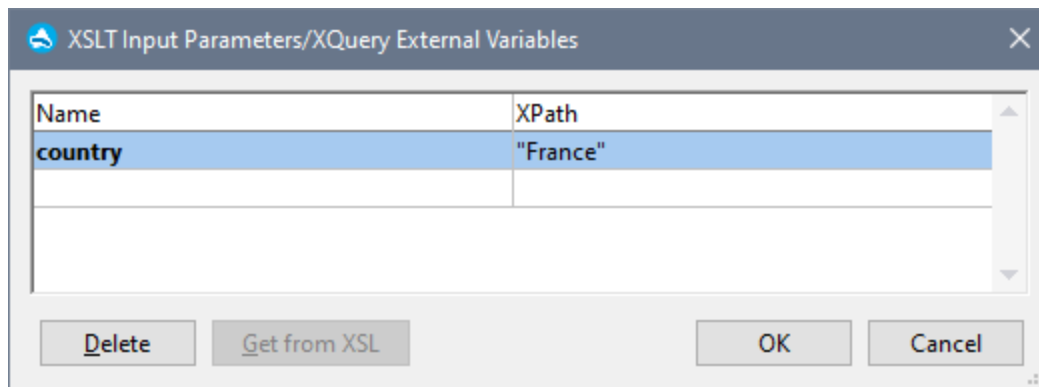 XSLT Input Parameters/XQuery External Variables
Name XPath
country "France"
Delete Get from XSL OK Cancel